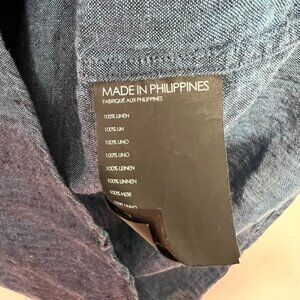 MADE IN PHILIPPINES
FABRIQUÉ AUX PHILIPPINES
100% LINEN
100% LIN
100% LINO
100% LINO
100% LEINEN
100% LINNEN
100% HØR